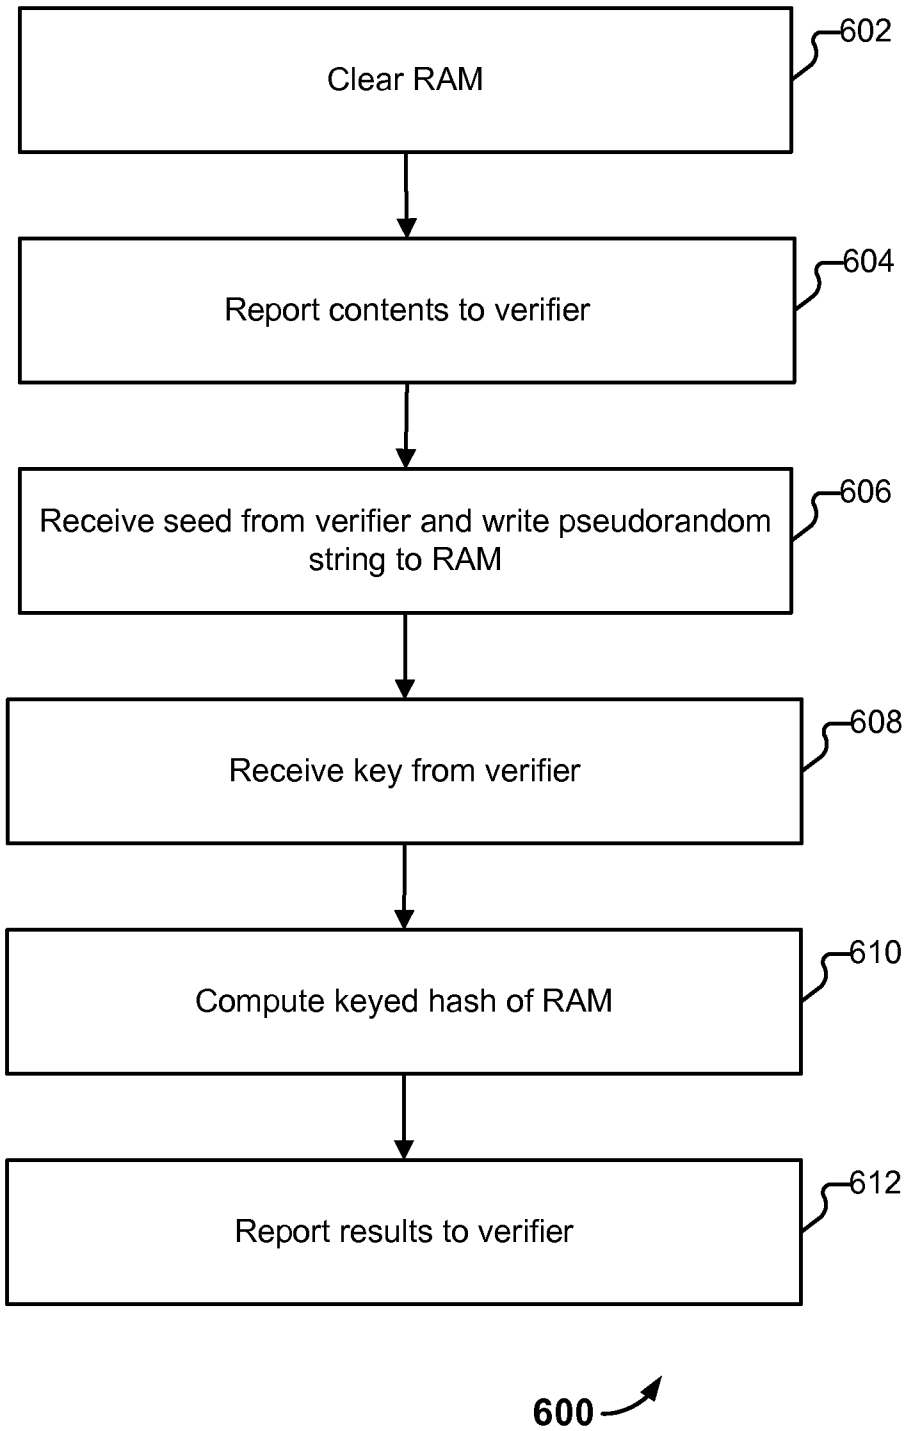 602
Clear RAM
604
Report contents to verifier
606
Receive seed from verifier and write pseudorandom
string to RAM
608
Receive key from verifier
610
Compute keyed hash of RAM
612
Report results to verifier
600